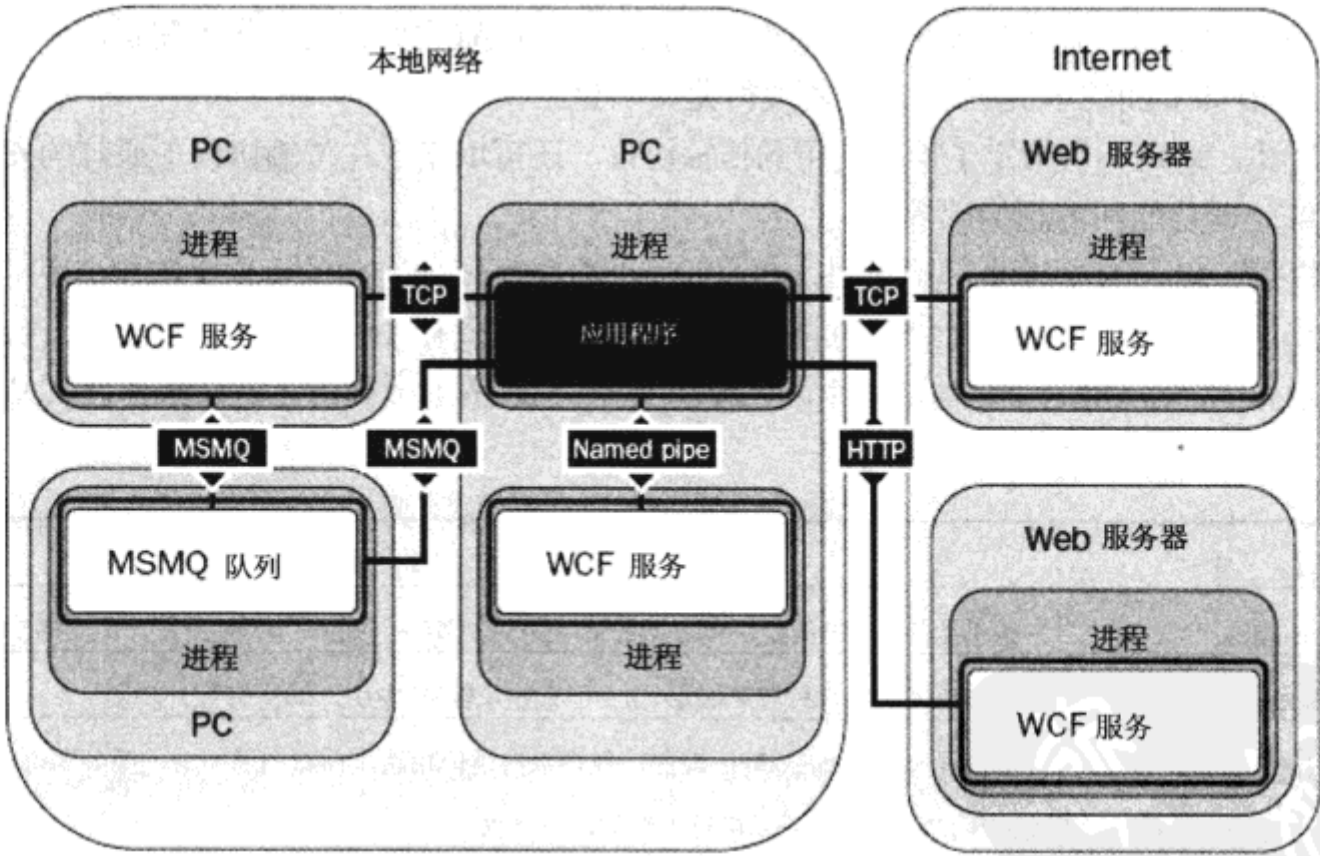 本地网络
Internet
PC
PC
Web 服务器
进程
进程
进程
TCP
TCP
WCF 服务
应用程序
WCF 服务
MSMQ
MSMQ
Named pipe
HTTP
Web 服务器
MSMQ 队列
WCF 服务
进程
进程
进程
WCF 服务
PC